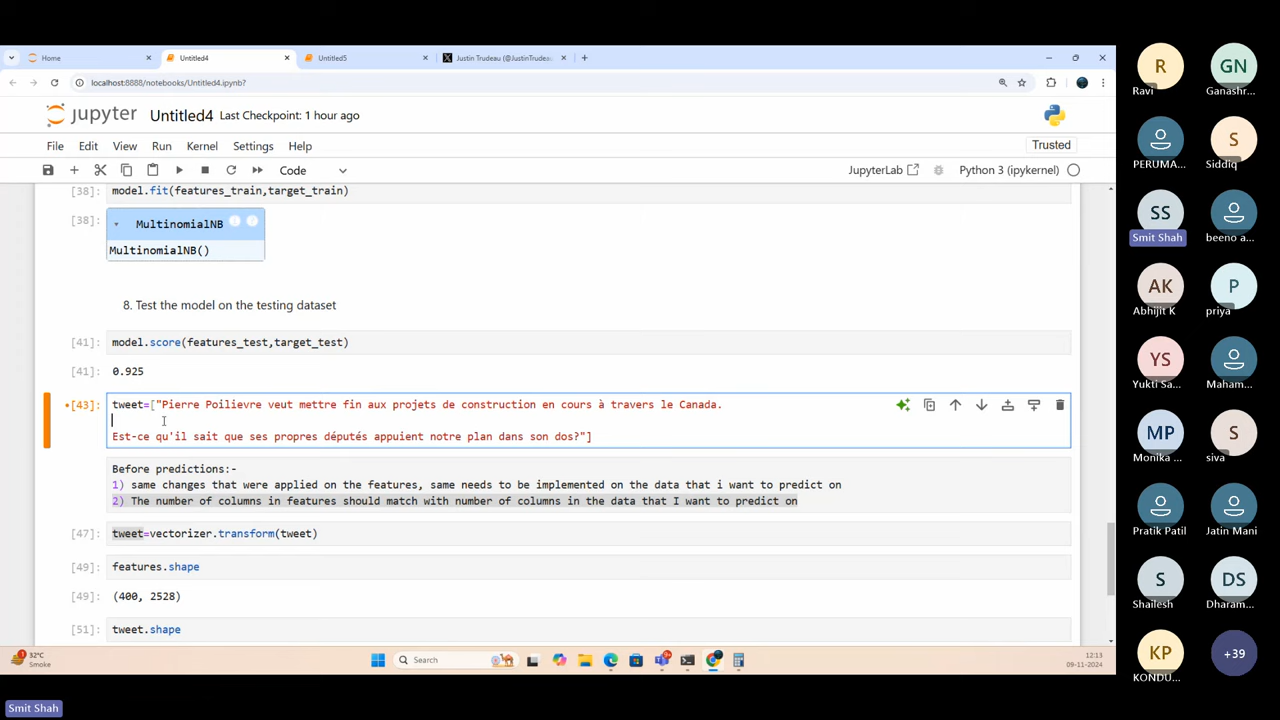 Home
Untitled4
Untitled5
Justin Trudeau (@JustinTrudeau
localhost:8888/notebooks/Untitled4.ipynb?
jupyter Untitled4 Last Checkpoint: 1 hour ago
File Edit View Run Kernel Settings Help
Trusted
Code
JupyterLab
Python 3 (ipykernel)
[38]: model.fit(features_train,target_train)
[38]:
MultinomialNB
MultinomialNB()
8. Test the model on the testing dataset
[41]: model.score(features_test,target_test)
[41]: 0.925
[43]: tweet=["Pierre Poilievre veut mettre fin aux projets de construction en cours à travers le Canada.
Est-ce qu'il sait que ses propres députés appuient notre plan dans son dos?"]
Before predictions:-
1) same changes that were applied on the features, same needs to be implemented on the data that i want to predict on
2) The number of columns in features should match with number of columns in the data that I want to predict on
[47]: tweet=vectorizer.transform(tweet)
[49]: features.shape
[49]: (400, 2528)
[51]: tweet.shape
32°C
Smoke
Search
12:13
09-11-2024
Smit Shah
R
Ravi
GN
Ganashr...
PERUMA...
S
Siddiq
SS
Smit Shah
beeno a...
AK
Abhijit K
P
priya
YS
Yukti Sa...
Maham...
MP
Monika ...
S
siva
Pratik Patil
Jatin Mani
S
Shailesh
DS
Dharam...
KP
KONDU...
+39